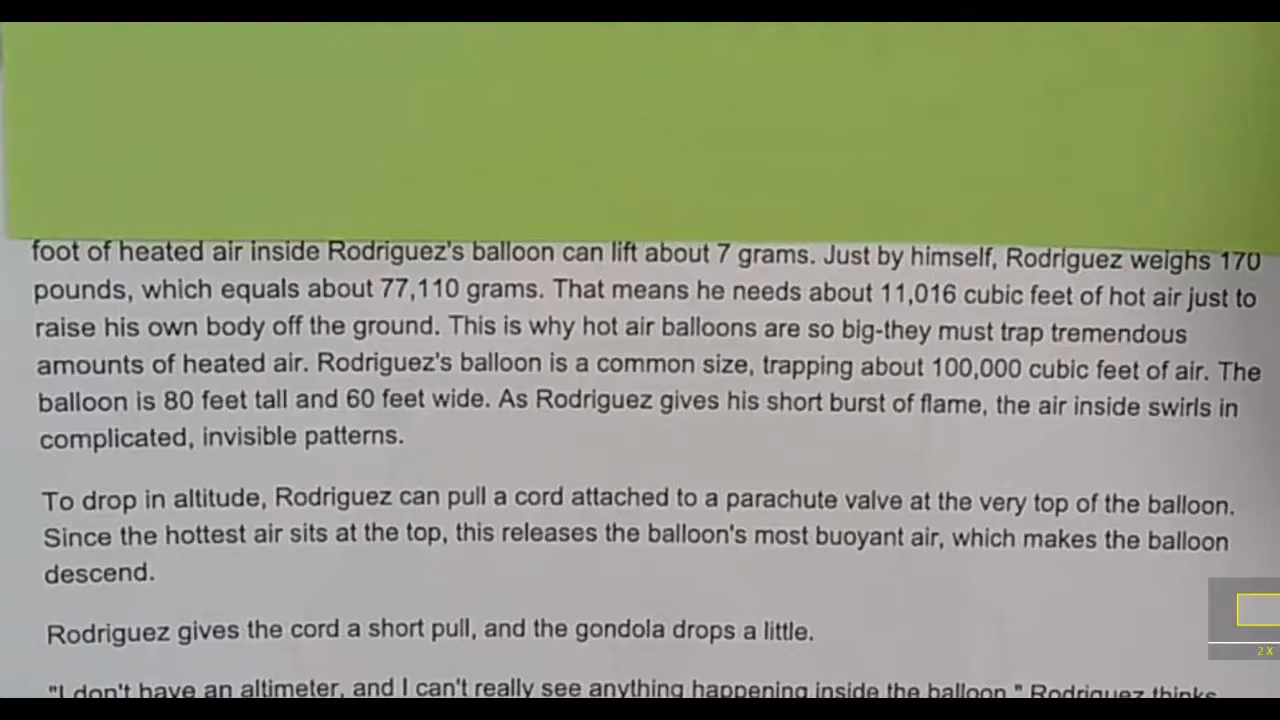 foot of heated air inside Rodriguez's balloon can lift about 7 grams. Just by himself, Rodriguez weighs 170
pounds, which equals about 77,110 grams. That means he needs about 11,016 cubic feet of hot air just to
raise his own body off the ground. This is why hot air balloons are so big-they must trap tremendous
amounts of heated air. Rodriguez's balloon is a common size, trapping about 100,000 cubic feet of air. The
balloon is 80 feet tall and 60 feet wide. As Rodriguez gives his short burst of flame, the air inside swirls in
complicated, invisible patterns.
To drop in altitude, Rodriguez can pull a cord attached to a parachute valve at the very top of the balloon.
Since the hottest air sits at the top, this releases the balloon's most buoyant air, which makes the balloon
descend.
Rodriguez gives the cord a short pull, and the gondola drops a little.
"I don't have an altimeter, and I can't really see anything happening inside the balloon," Rodriguez thinks
2 X